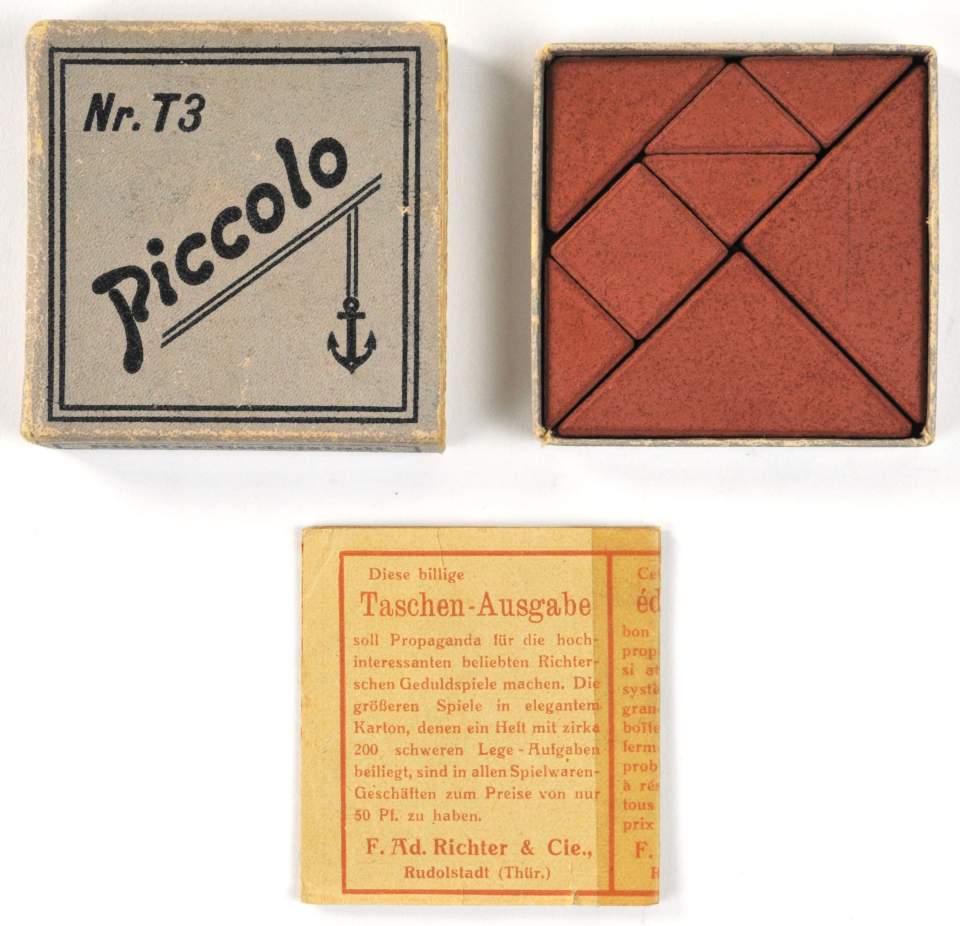 Nr. T3
Piccolo
Diese billige
Taschen-Ausgabe
soll Propaganda für die hoch-
interessanten beliebten Richter-
schen Geduldspiele machen. Die
größeren Spiele in elegantem
Karton, denen ein Heft mit zirka
200 schweren Lege-Aufgaben
beiliegt, sind in allen Spielwaren-
Geschäften zum Preise von nur
50 Pf. zu haben.
F. Ad. Richter & Cie.,
Rudolstadt (Thür.)
éd
bon
prop
si
gran
ferm
prob
à
tous
prix
F.